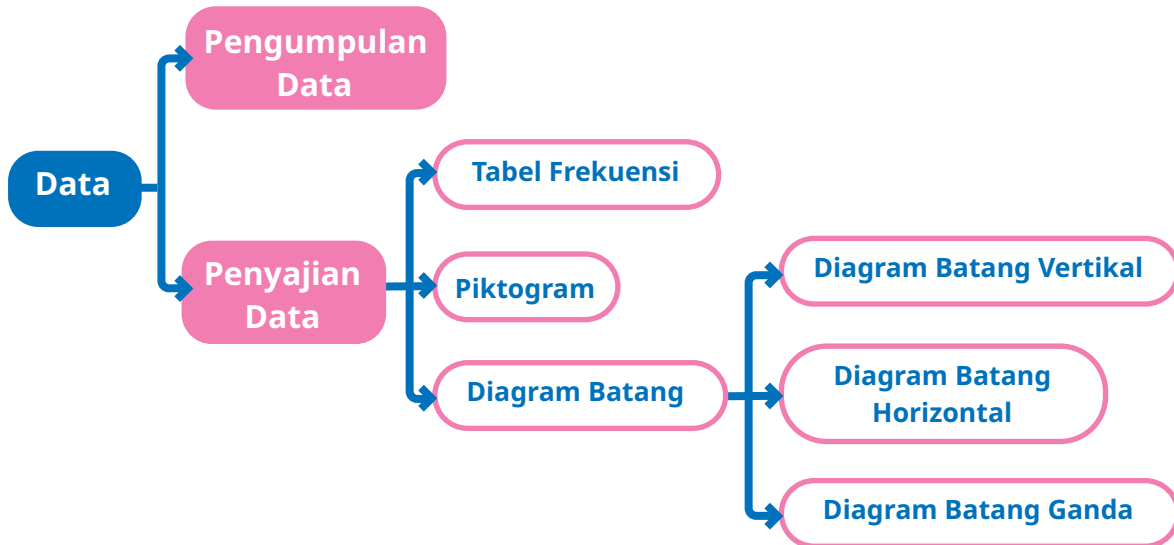 Data
Pengumpulan
Data
Penyajian
Data
Tabel Frekuensi
Piktogram
Diagram Batang
Diagram Batang Vertikal
Diagram Batang
Horizontal
Diagram Batang Ganda